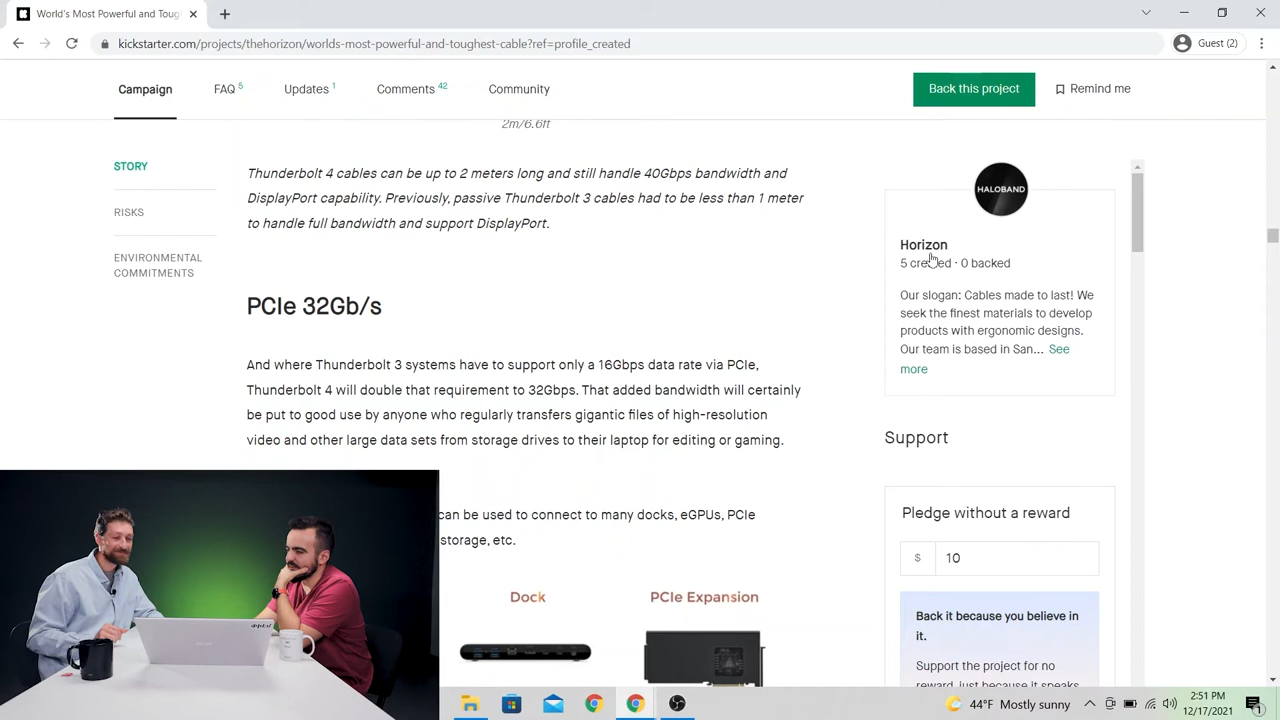 World's Most Powerful and Toug
kickstarter.com/projects/thehorizon/worlds-most-powerful-and-toughest-cable?ref=profile_created
Guest (2)
Campaign
FAQ 5
Updates 1
Comments 42
Community
Back this project
Remind me
2m/6.6ft
STORY
RISKS
ENVIRONMENTAL
COMMITMENTS
Thunderbolt 4 cables can be up to 2 meters long and still handle 40Gbps bandwidth and
DisplayPort capability. Previously, passive Thunderbolt 3 cables had to be less than 1 meter
to handle full bandwidth and support DisplayPort.
PCIe 32Gb/s
And where Thunderbolt 3 systems have to support only a 16Gbps data rate via PCIe,
Thunderbolt 4 will double that requirement to 32Gbps. That added bandwidth will certainly
be put to good use by anyone who regularly transfers gigantic files of high-resolution
video and other large data sets from storage drives to their laptop for editing or gaming.
can be used to connect to many docks, eGPUs, PCIe
storage, etc.
Dock
PCIe Expansion
HALOBAND
Horizon
5 created · 0 backed
Our slogan: Cables made to last! We
seek the finest materials to develop
products with ergonomic designs.
Our team is based in San... See
more
Support
Pledge without a reward
$ 10
Back it because you believe in
it.
Support the project for no
reward, just because it speaks
44°F Mostly sunny
2:51 PM
12/17/2021